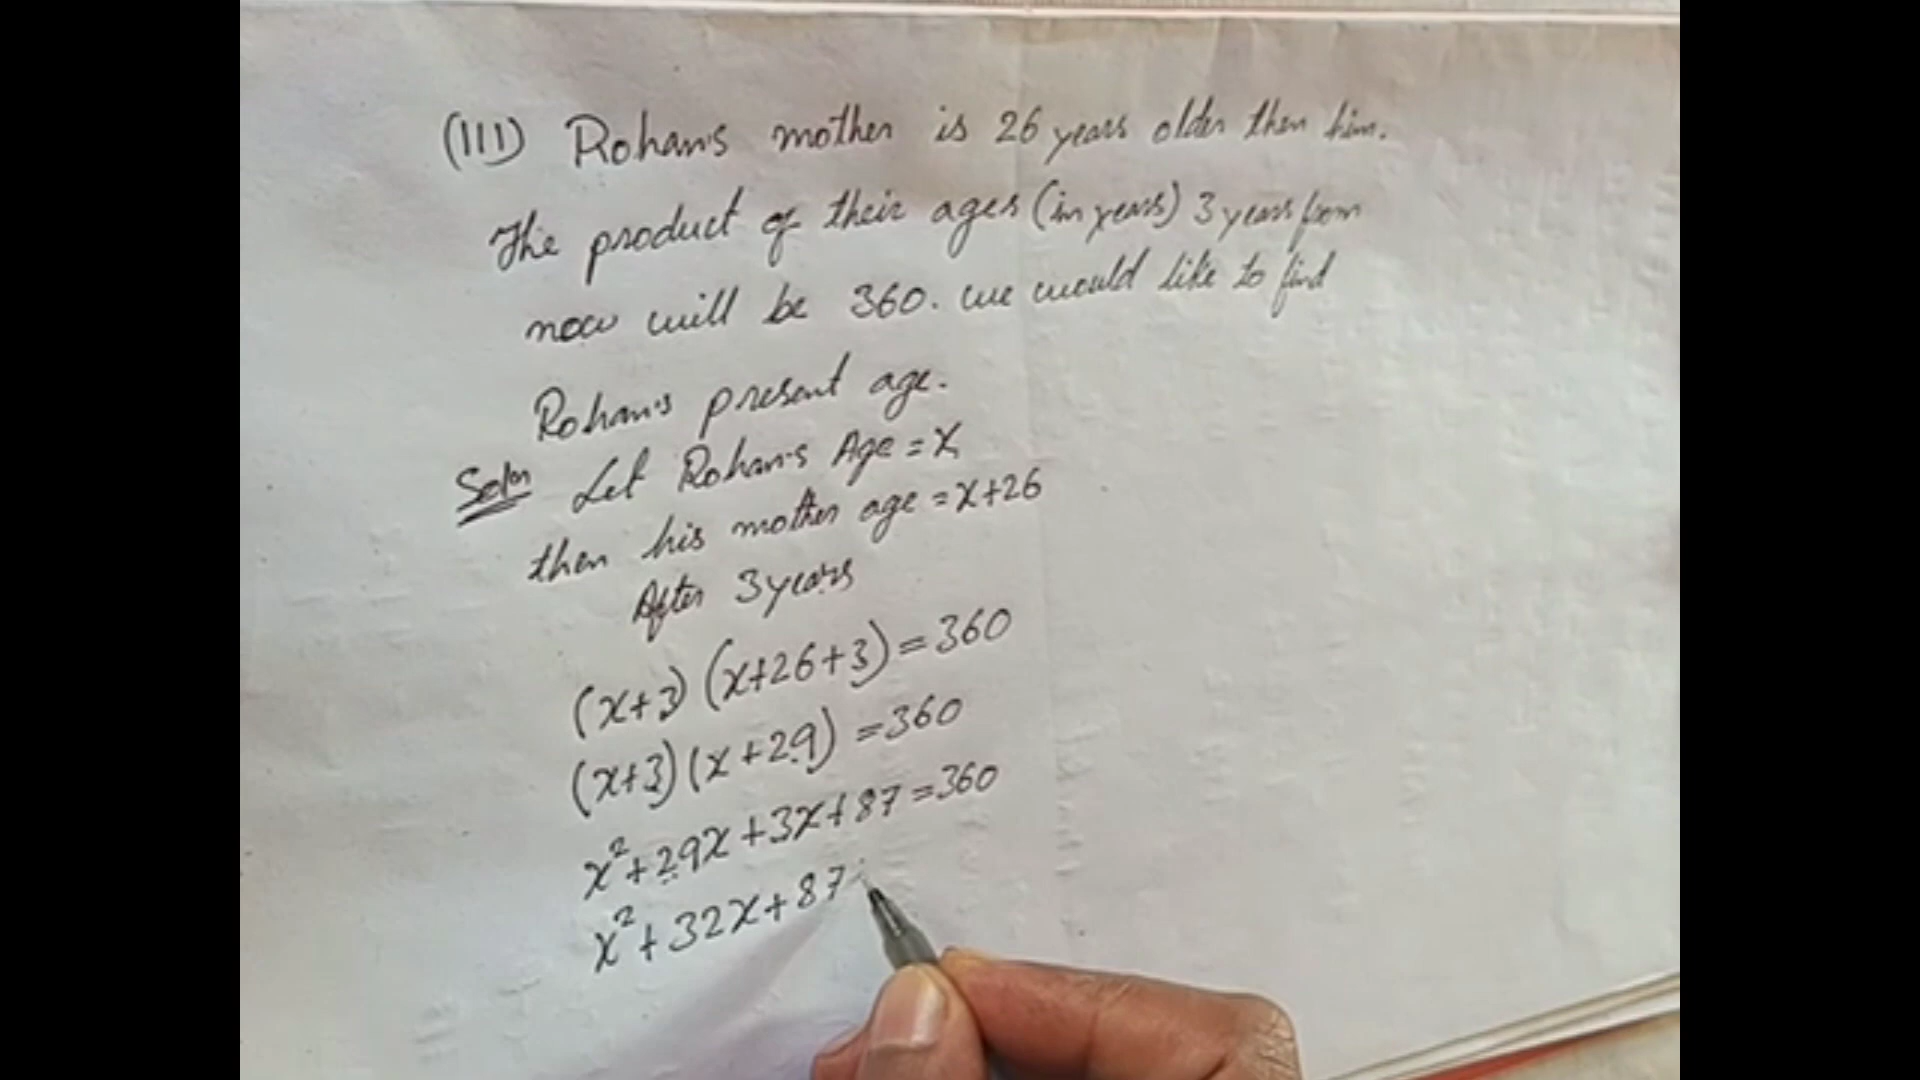 (III) Rohan's mother is 26 years older then him.
The product of their ages (in years) 3 years from
now will be 360. we would like to find
Rohan's present age.
Soln Let Rohan's Age = x
then his mother age = x+26
After 3 years
(x+3) (x+26+3) = 360
(x+3) (x+29) = 360
x²+29x+3x+87 = 360
x²+32x+87